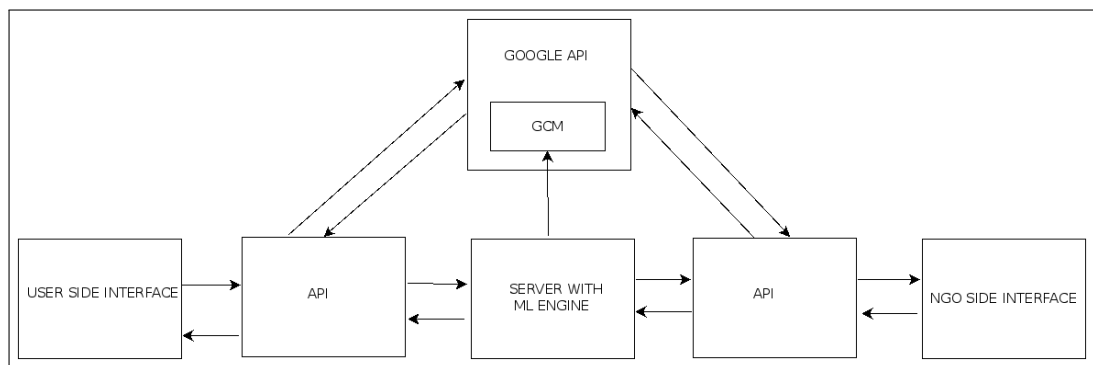 GOOGLE API
GCM
USER SIDE INTERFACE
API
SERVER WITH
ML ENGINE
API
NGO SIDE INTERFACE